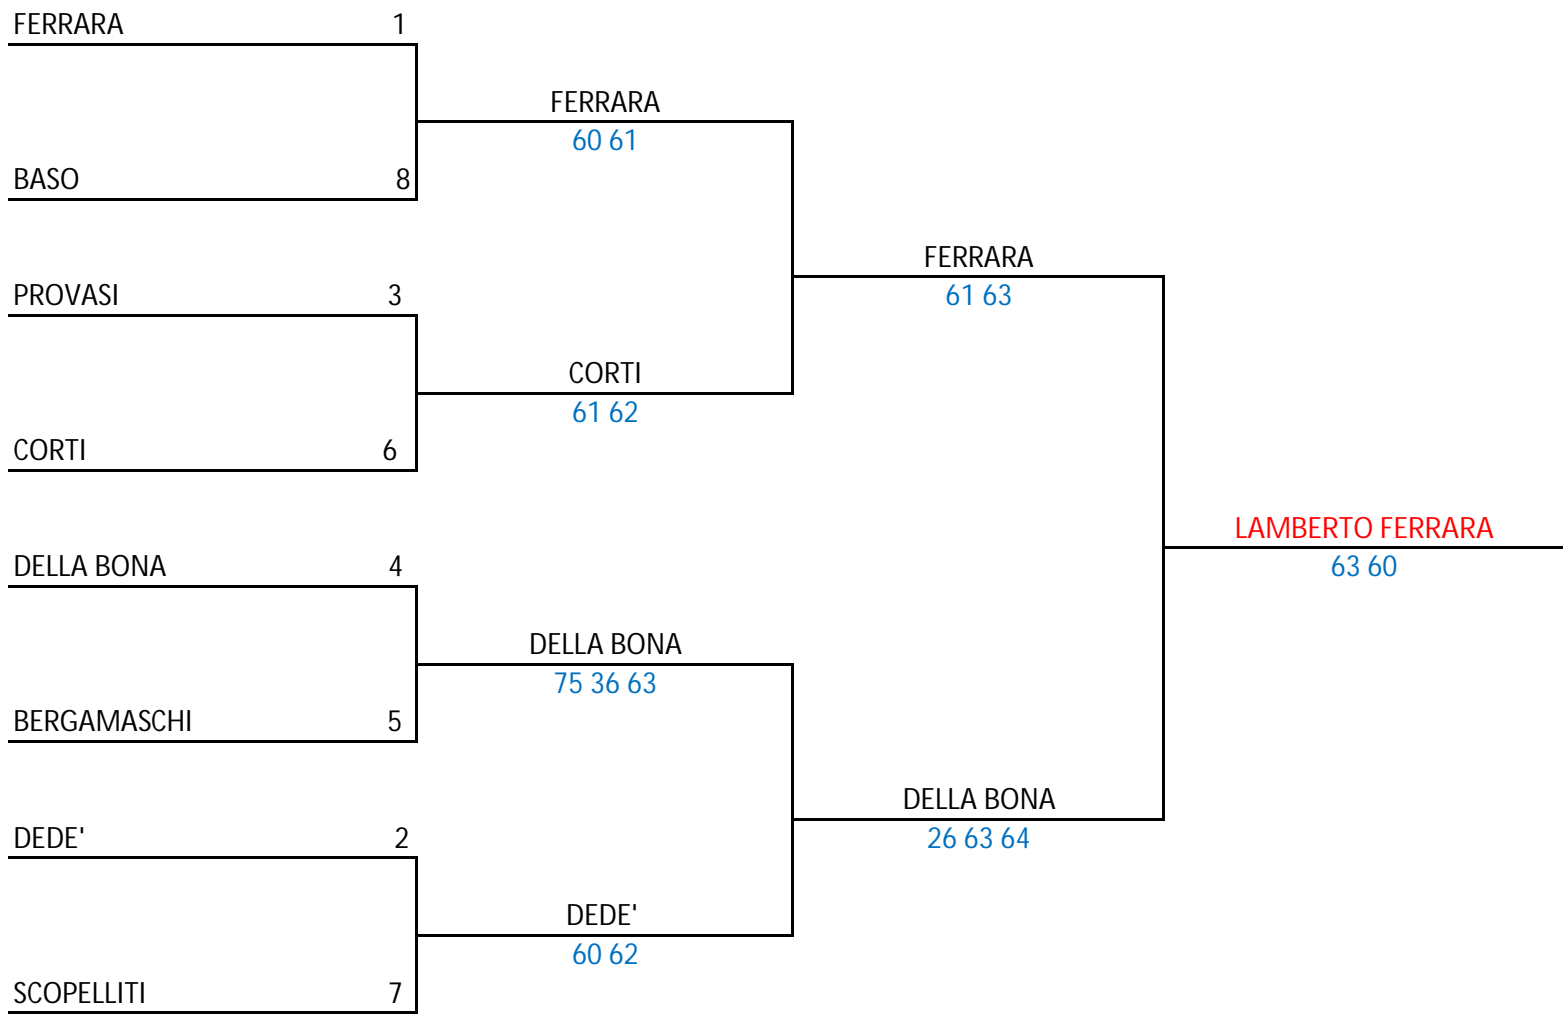 FERRARA 1
FERRARA
60 61
BASO 8
FERRARA
61 63
PROVASI 3
CORTI
61 62
CORTI 6
LAMBERTO FERRARA
63 60
DELLA BONA 4
DELLA BONA
75 36 63
BERGAMASCHI 5
DELLA BONA
26 63 64
DEDE' 2
DEDE'
60 62
SCOPELLITI 7